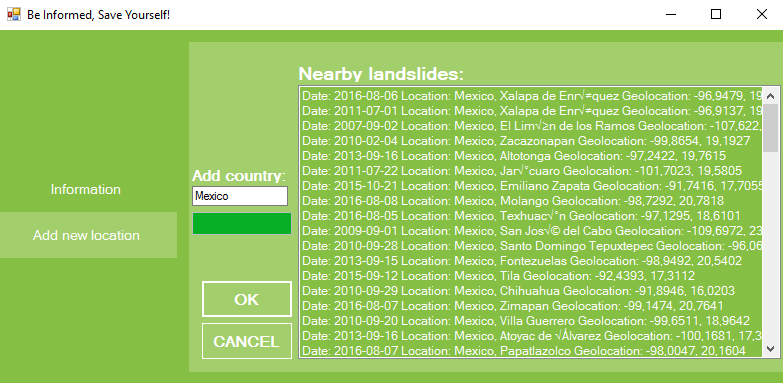 Be Informed, Save Yourself!
Information
Add new location
Add country:
Mexico
OK
CANCEL
Nearby landslides:
Date: 2016-08-06 Location: Mexico, Xalapa de Enr√≠quez Geolocation: -96,9479, 19
Date: 2011-07-01 Location: Mexico, Xalapa de Enr√≠quez Geolocation: -96,9137, 19
Date: 2007-09-02 Location: Mexico, El Lim√≥n de los Ramos Geolocation: -107,622,
Date: 2010-02-04 Location: Mexico, Zacazonapan Geolocation: -99,8654, 19,1927
Date: 2013-09-16 Location: Mexico, Altotonga Geolocation: -97,2422, 19,7615
Date: 2011-07-22 Location: Mexico, Jar√°cuaro Geolocation: -101,7023, 19,5805
Date: 2015-10-21 Location: Mexico, Emiliano Zapata Geolocation: -91,7416, 17,7055
Date: 2016-08-08 Location: Mexico, Molango Geolocation: -98,7292, 20,7818
Date: 2016-08-05 Location: Mexico, Texhuac√°n Geolocation: -97,1295, 18,6101
Date: 2009-09-01 Location: Mexico, San Jos√© del Cabo Geolocation: -109,6972, 23
Date: 2010-09-28 Location: Mexico, Santo Domingo Tepuxtepec Geolocation: -96,06
Date: 2013-09-15 Location: Mexico, Fontezuelas Geolocation: -98,9492, 20,5402
Date: 2015-09-12 Location: Mexico, Tila Geolocation: -92,4393, 17,3112
Date: 2010-09-29 Location: Mexico, Chihuahua Geolocation: -91,8946, 16,0203
Date: 2016-08-07 Location: Mexico, Zimapan Geolocation: -99,1474, 20,7641
Date: 2010-09-20 Location: Mexico, Villa Guerrero Geolocation: -99,6511, 18,9642
Date: 2013-09-16 Location: Mexico, Atoyac de √Ålvarez Geolocation: -100,1681, 17,3
Date: 2016-08-07 Location: Mexico, Papatlazolco Geolocation: -98,0047, 20,1604